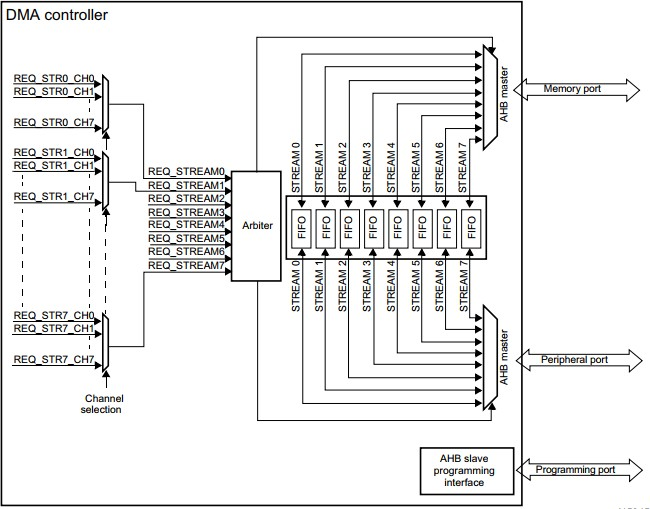 DMA controller
REQ_STR0_CH0
REQ_STR0_CH1
REQ_STR0_CH7
REQ_STR1_CH0
REQ_STR1_CH1
REQ_STR1_CH7
REQ_STR7_CH0
REQ_STR7_CH1
REQ_STR7_CH7
Channel
selection
REQ_STREAM0
REQ_STREAM1
REQ_STREAM2
REQ_STREAM3
REQ_STREAM4
REQ_STREAM5
REQ_STREAM6
REQ_STREAM7
Arbiter
STREAM 0
STREAM 1
STREAM 2
STREAM 3
STREAM 4
STREAM 5
STREAM 6
STREAM 7
FIFO
FIFO
FIFO
FIFO
FIFO
FIFO
FIFO
FIFO
STREAM 0
STREAM 1
STREAM 2
STREAM 3
STREAM 4
STREAM 5
STREAM 6
STREAM 7
AHB master
Memory port
AHB master
Peripheral port
AHB slave
programming
interface
Programming port